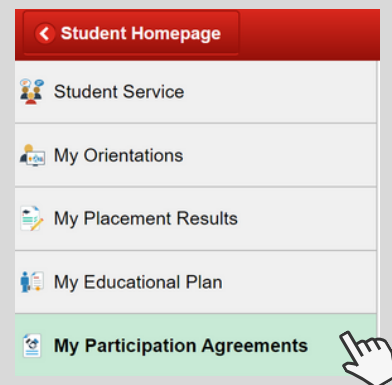 Student Homepage
Student Service
My Orientations
My Placement Results
My Educational Plan
My Participation Agreements